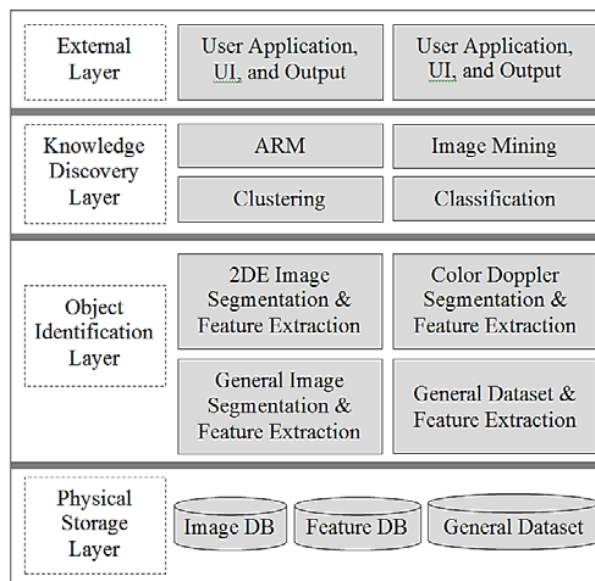 External
Layer
User Application,
UI, and Output
User Application,
UI, and Output
Knowledge
Discovery
Layer
ARM
Image Mining
Clustering
Classification
Object
Identification
Layer
2DE Image
Segmentation &
Feature Extraction
Color Doppler
Segmentation &
Feature Extraction
General Image
Segmentation &
Feature Extraction
General Dataset &
Feature Extraction
Physical
Storage
Layer
Image DB
Feature DB
General Dataset